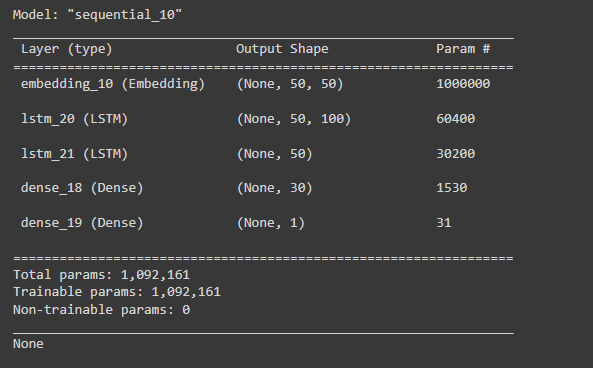 Model: "sequential_10"
Layer (type) Output Shape Param #
embedding_10 (Embedding) (None, 50, 50) 1000000
lstm_20 (LSTM) (None, 50, 100) 60400
lstm_21 (LSTM) (None, 50) 30200
dense_18 (Dense) (None, 30) 1530
dense_19 (Dense) (None, 1) 31
Total params: 1,092,161
Trainable params: 1,092,161
Non-trainable params: 0
None